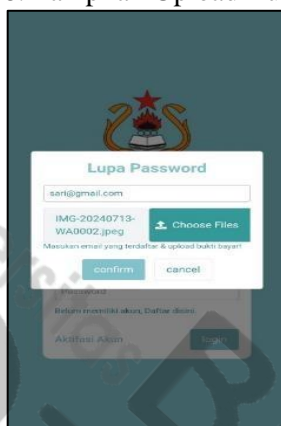 Lupa Password
sari@gmail.com
IMG-20240713-
WA0002.jpeg
Choose Files
Masukan email yang terdaftar & upload bukti bayar!
confirm cancel
Password
Belum memiliki akun, Daftar disini.
Aktifasi Akun login